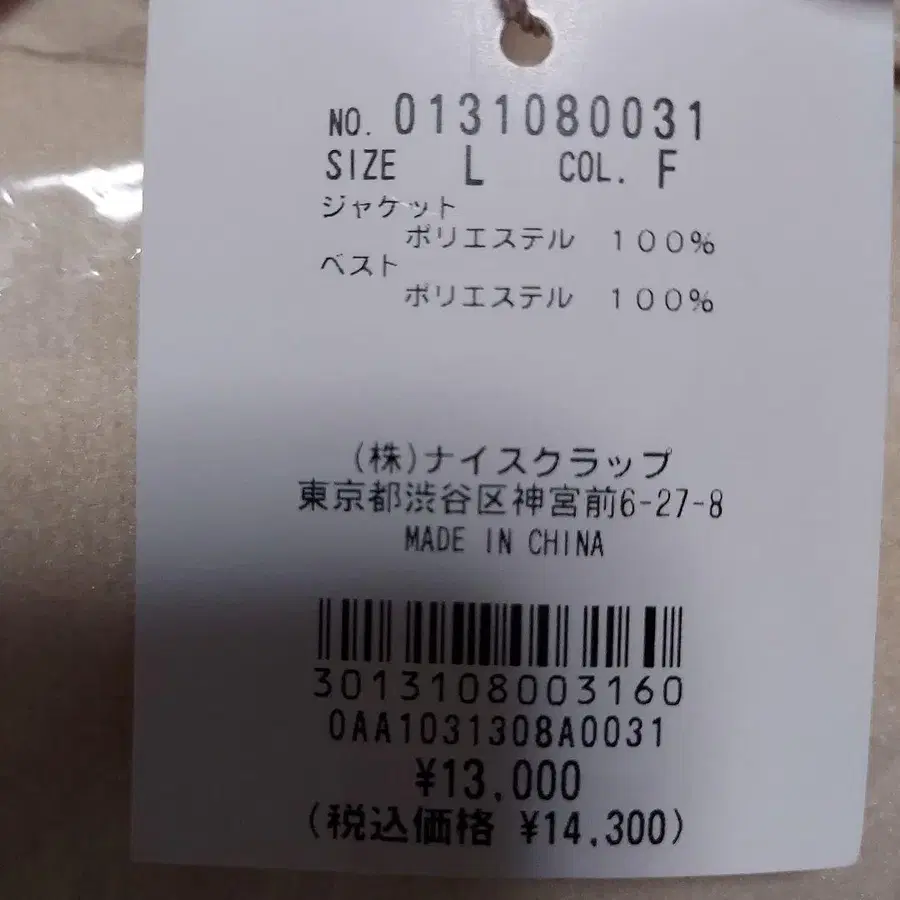 NO. 0131080031
SIZE L COL. F
ジャケット
ポリエステル 100%
ベスト
ポリエステル 100%
(株)ナイスクラップ
東京都渋谷区神宮前6-27-8
MADE IN CHINA
3013108003160
0AA1031308A0031
¥13,000
(税込価格 ¥14,300)